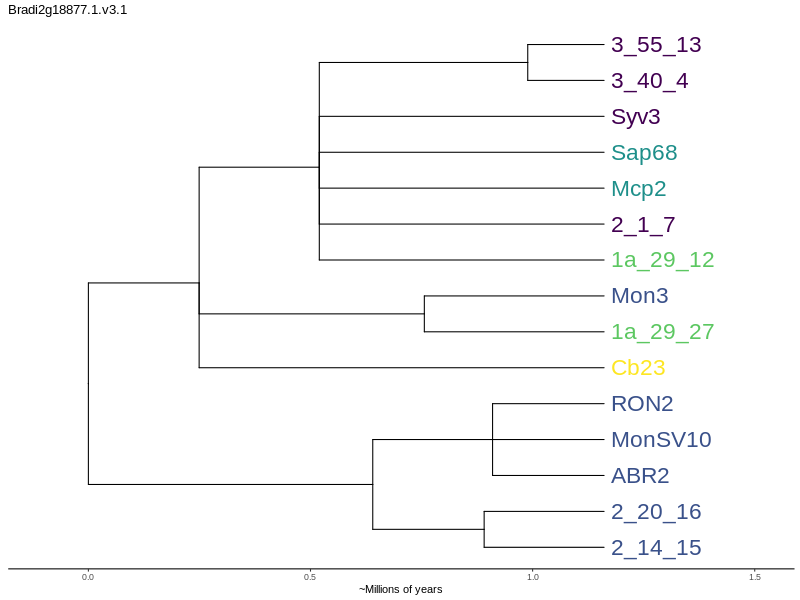 Bradi2g18877.1.v3.1
3_55_13
3_40_4
Syv3
Sap68
Mcp2
2_1_7
1a_29_12
Mon3
1a_29_27
Cb23
RON2
MonSV10
ABR2
2_20_16
2_14_15
0.0 0.5 1.0 1.5
~Millions of years